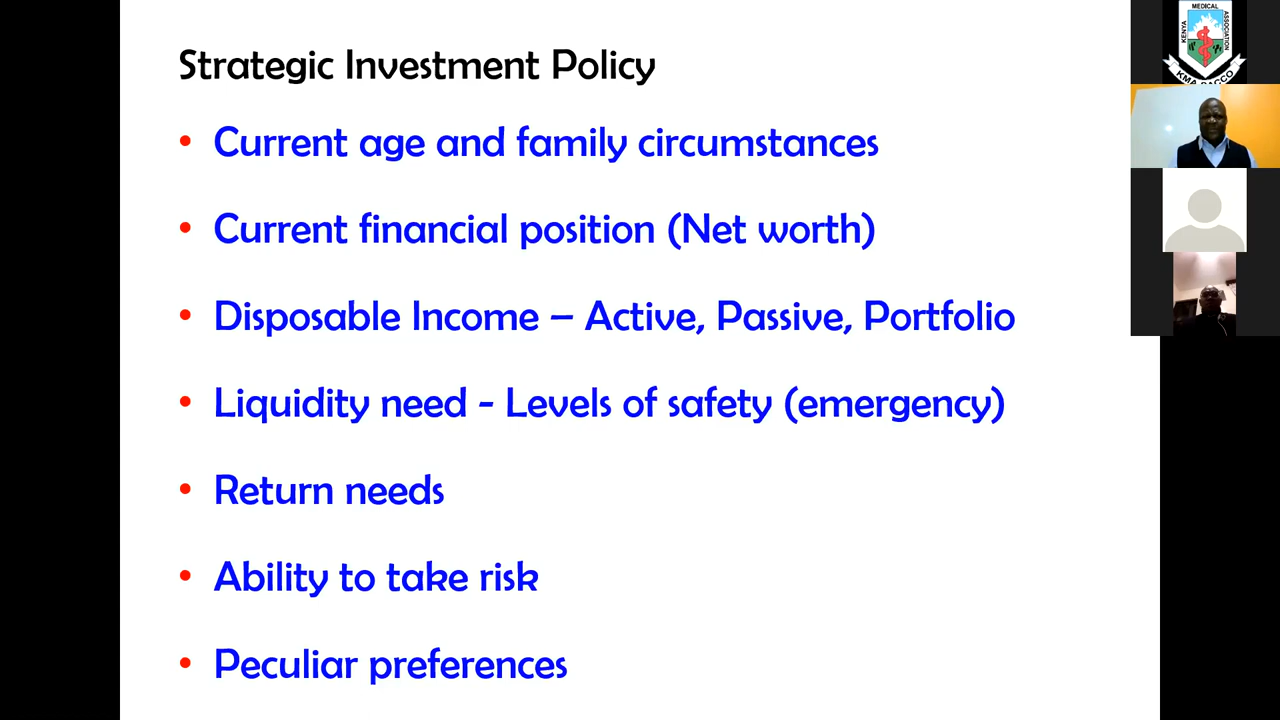 Strategic Investment Policy
• Current age and family circumstances
• Current financial position (Net worth)
• Disposable Income – Active, Passive, Portfolio
• Liquidity need - Levels of safety (emergency)
• Return needs
• Ability to take risk
• Peculiar preferences
KENYA
MEDICAL
ASSOCIATION
KMA SACCO